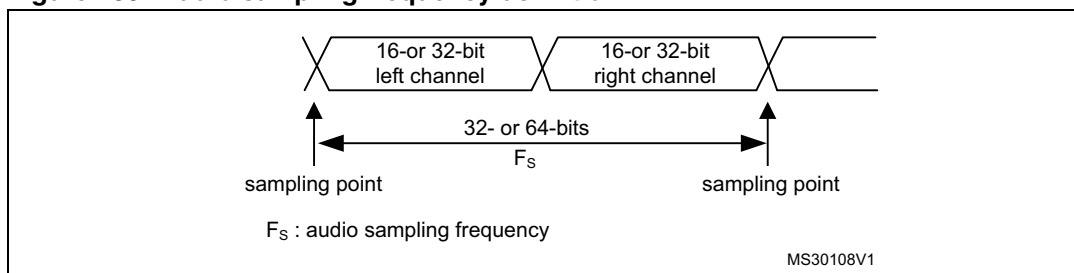 16-or 32-bit
left channel
16-or 32-bit
right channel
32- or 64-bits
FS
sampling point
sampling point
FS : audio sampling frequency
MS30108V1